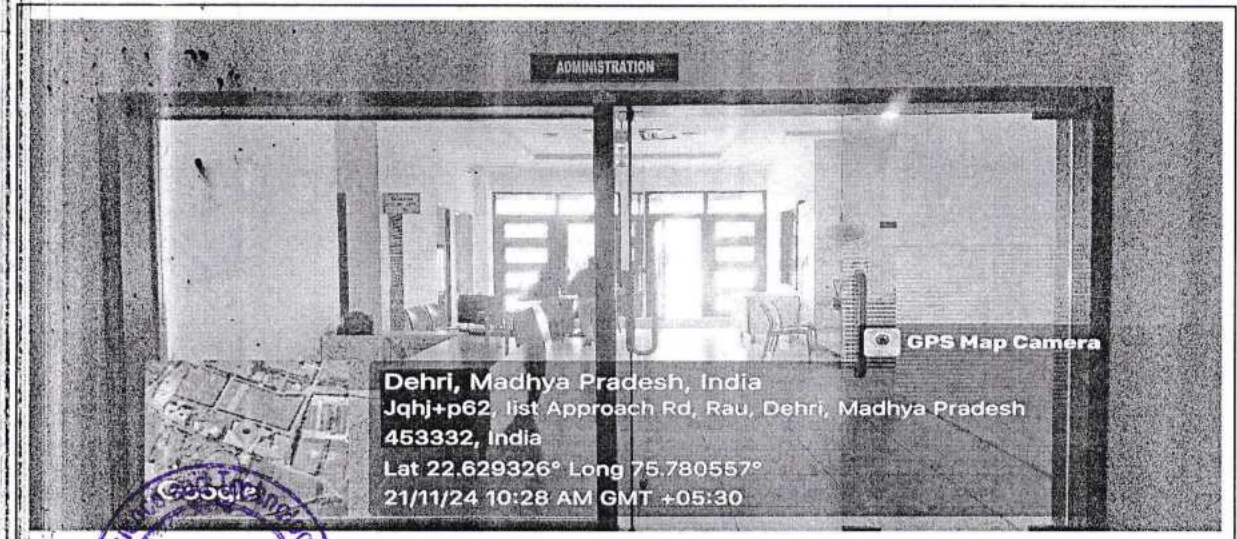 ADMINISTRATION
GPS Map Camera
Dehri, Madhya Pradesh, India
Jqhj+p62, list Approach Rd, Rau, Dehri, Madhya Pradesh
453332, India
Lat 22.629326° Long 75.780557°
21/11/24 10:28 AM GMT +05:30
Google